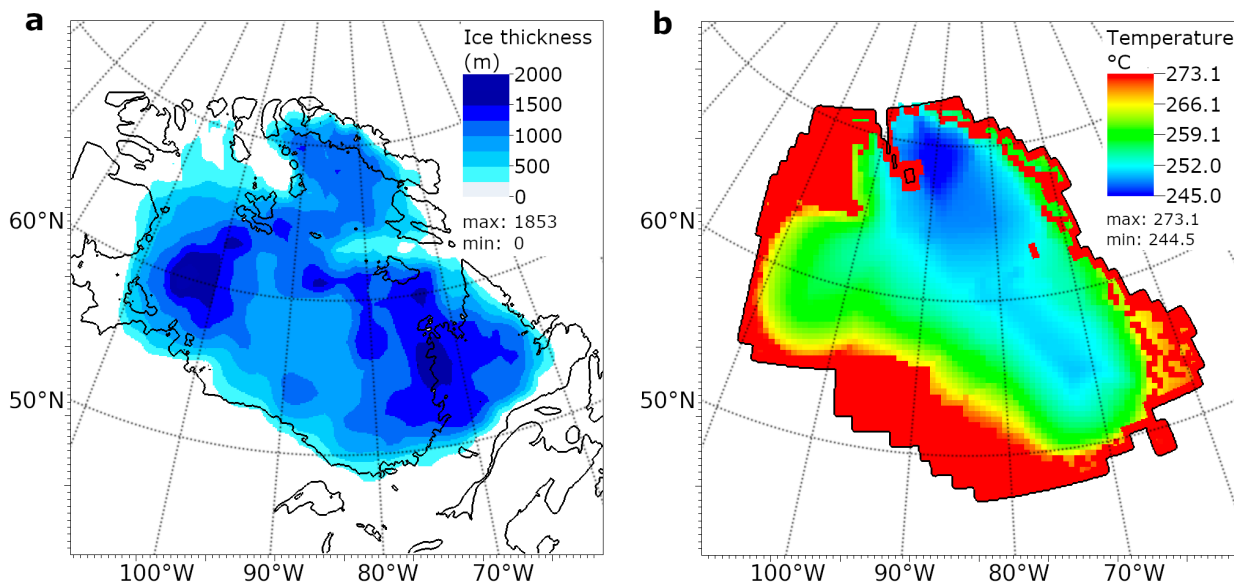 a
Ice thickness
(m)
2000
1500
1000
500
0
max: 1853
min: 0
60°N
50°N
100°W
90°W
80°W
70°W
b
Temperature
°C
273.1
266.1
259.1
252.0
245.0
max: 273.1
min: 244.5
60°N
50°N
100°W
90°W
80°W
70°W